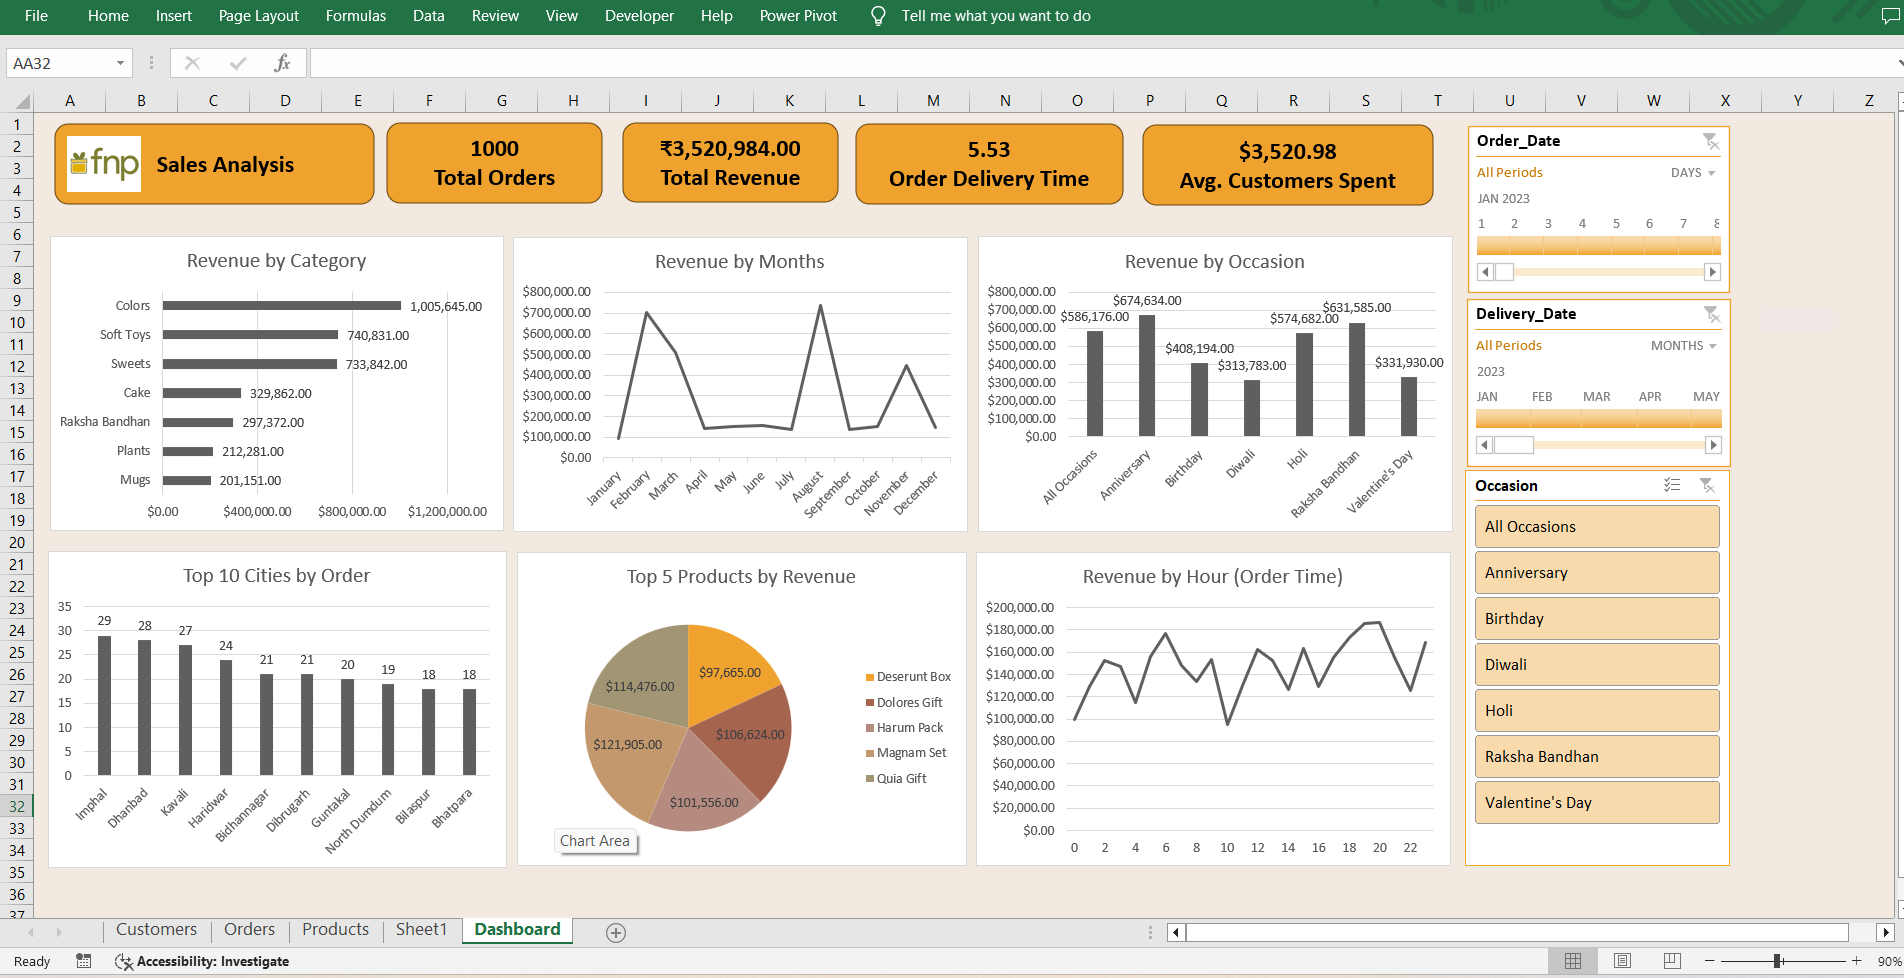 File Home Insert Page Layout Formulas Data Review View Developer Help Power Pivot Tell me what you want to do
AA32 fx
A B C D E F G H I J K L M N O P Q R S T U V W X Y Z
1
2
3
4
5
6
7
8
9
10
11
12
13
14
15
16
17
18
19
20
21
22
23
24
25
26
27
28
29
30
31
32
33
34
35
36
37
fnp Sales Analysis
1000
Total Orders
₹3,520,984.00
Total Revenue
5.53
Order Delivery Time
$3,520.98
Avg. Customers Spent
Revenue by Category
Colors 1,005,645.00
Soft Toys 740,831.00
Sweets 733,842.00
Cake 329,862.00
Raksha Bandhan 297,372.00
Plants 212,281.00
Mugs 201,151.00
$0.00 $400,000.00 $800,000.00 $1,200,000.00
Revenue by Months
$800,000.00
$700,000.00
$600,000.00
$500,000.00
$400,000.00
$300,000.00
$200,000.00
$100,000.00
$0.00
January February March April May June July August September October November December
Revenue by Occasion
$800,000.00
$700,000.00
$600,000.00
$500,000.00
$400,000.00
$300,000.00
$200,000.00
$100,000.00
$0.00
$586,176.00 $674,634.00 $408,194.00 $313,783.00 $574,682.00 $631,585.00 $331,930.00
All Occasions Anniversary Birthday Diwali Holi Raksha Bandhan Valentine's Day
Order_Date
All Periods DAYS
JAN 2023
1 2 3 4 5 6 7 8
Delivery_Date
All Periods MONTHS
2023
JAN FEB MAR APR MAY
Occasion
All Occasions
Anniversary
Birthday
Diwali
Holi
Raksha Bandhan
Valentine's Day
Top 10 Cities by Order
35
30
25
20
15
10
5
0
29 28 27 24 21 21 20 19 18 18
Imphal Dhanbad Kavali Haridwar Bidhannagar Dibrugarh Guntakal North Dumdum Bilaspur Bhatpara
Top 5 Products by Revenue
$97,665.00
$106,624.00
$101,556.00
$121,905.00
$114,476.00
Deserunt Box
Dolores Gift
Harum Pack
Magnam Set
Quia Gift
Chart Area
Revenue by Hour (Order Time)
$200,000.00
$180,000.00
$160,000.00
$140,000.00
$120,000.00
$100,000.00
$80,000.00
$60,000.00
$40,000.00
$20,000.00
$0.00
0 2 4 6 8 10 12 14 16 18 20 22
Customers Orders Products Sheet1 Dashboard
Ready Accessibility: Investigate 90%